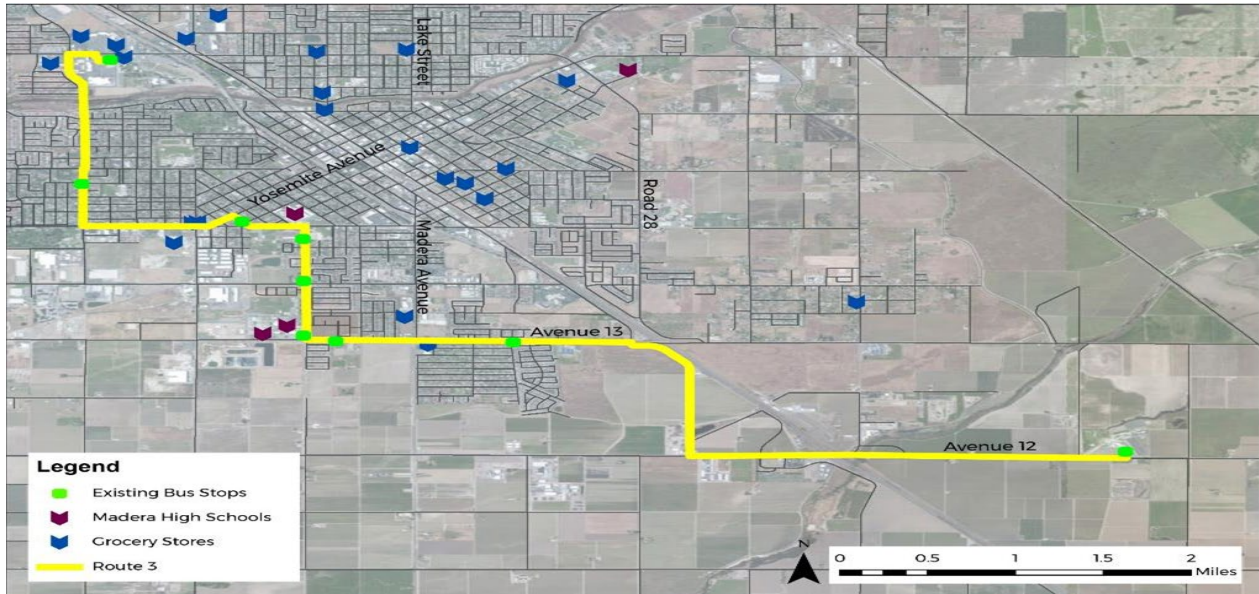 Lake Street
Yosemite Avenue
Road 28
Madera Avenue
Avenue 13
Avenue 12
Legend
Existing Bus Stops
Madera High Schools
Grocery Stores
Route 3
N
0 0.5 1 1.5 2
Miles